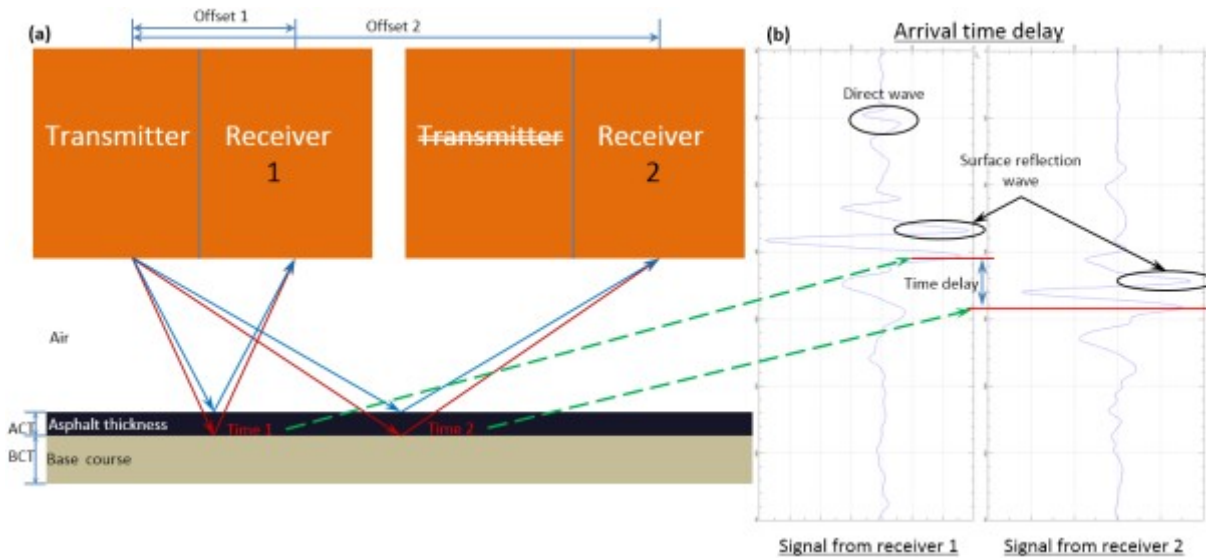 (a)
Offset 1
Offset 2
Transmitter
Receiver
1
Transmitter
Receiver
2
Air
ACT
Asphalt thickness
Time 1
Time 2
BCT
Base course
(b)
Arrival time delay
Direct wave
Surface reflection
wave
Time delay
Signal from receiver 1
Signal from receiver 2